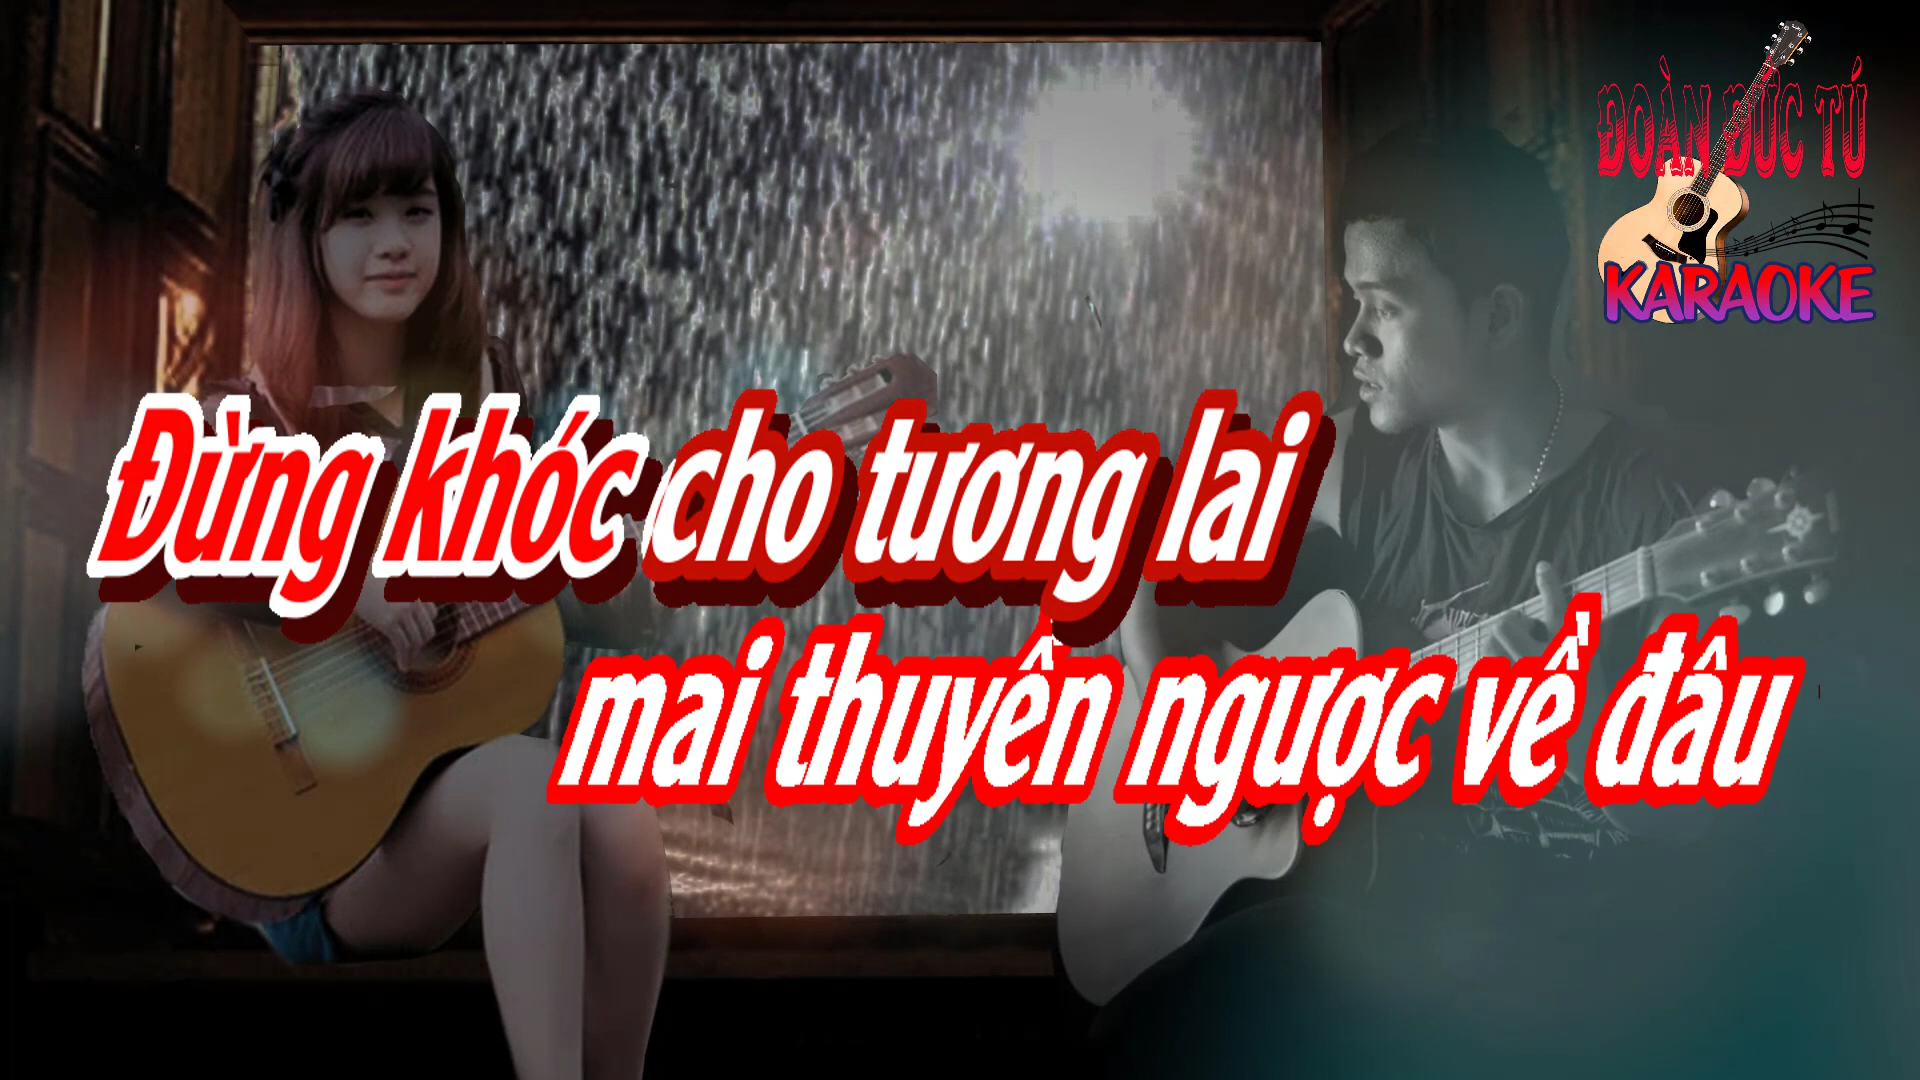 ĐOÀN ĐỨC TÚ
KARAOKE
Đừng khóc cho tương lai
mai thuyền ngược về đâu